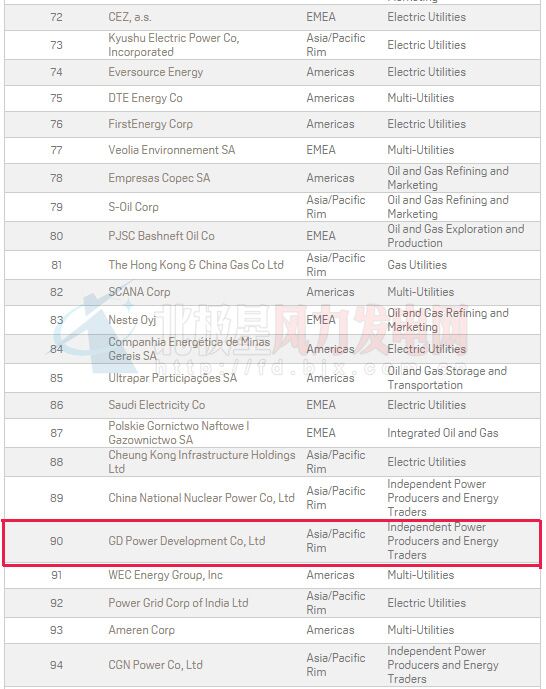 Marketing
72 CEZ, a.s. EMEA Electric Utilities
73 Kyushu Electric Power Co, Incorporated Asia/Pacific Rim Electric Utilities
74 Eversource Energy Americas Electric Utilities
75 DTE Energy Co Americas Multi-Utilities
76 FirstEnergy Corp Americas Electric Utilities
77 Veolia Environnement SA EMEA Multi-Utilities
78 Empresas Copec SA Americas Oil and Gas Refining and Marketing
79 S-Oil Corp Asia/Pacific Rim Oil and Gas Refining and Marketing
80 PJSC Bashneft Oil Co EMEA Oil and Gas Exploration and Production
81 The Hong Kong & China Gas Co Ltd Asia/Pacific Rim Gas Utilities
82 SCANA Corp Americas Multi-Utilities
83 Neste Oyj EMEA Oil and Gas Refining and Marketing
84 Companhia Energética de Minas Gerais SA Americas Electric Utilities
85 Ultrapar Participações SA Americas Oil and Gas Storage and Transportation
86 Saudi Electricity Co EMEA Electric Utilities
87 Polskie Gornictwo Naftowe I Gazownictwo SA EMEA Integrated Oil and Gas
88 Cheung Kong Infrastructure Holdings Ltd Asia/Pacific Rim Electric Utilities
89 China National Nuclear Power Co, Ltd Asia/Pacific Rim Independent Power Producers and Energy Traders
90 GD Power Development Co, Ltd Asia/Pacific Rim Independent Power Producers and Energy Traders
91 WEC Energy Group, Inc Americas Multi-Utilities
92 Power Grid Corp of India Ltd Asia/Pacific Rim Electric Utilities
93 Ameren Corp Americas Multi-Utilities
94 CGN Power Co, Ltd Asia/Pacific Rim Independent Power Producers and Energy Traders
北极星风力发电网
http://fd.bjx.com.cn